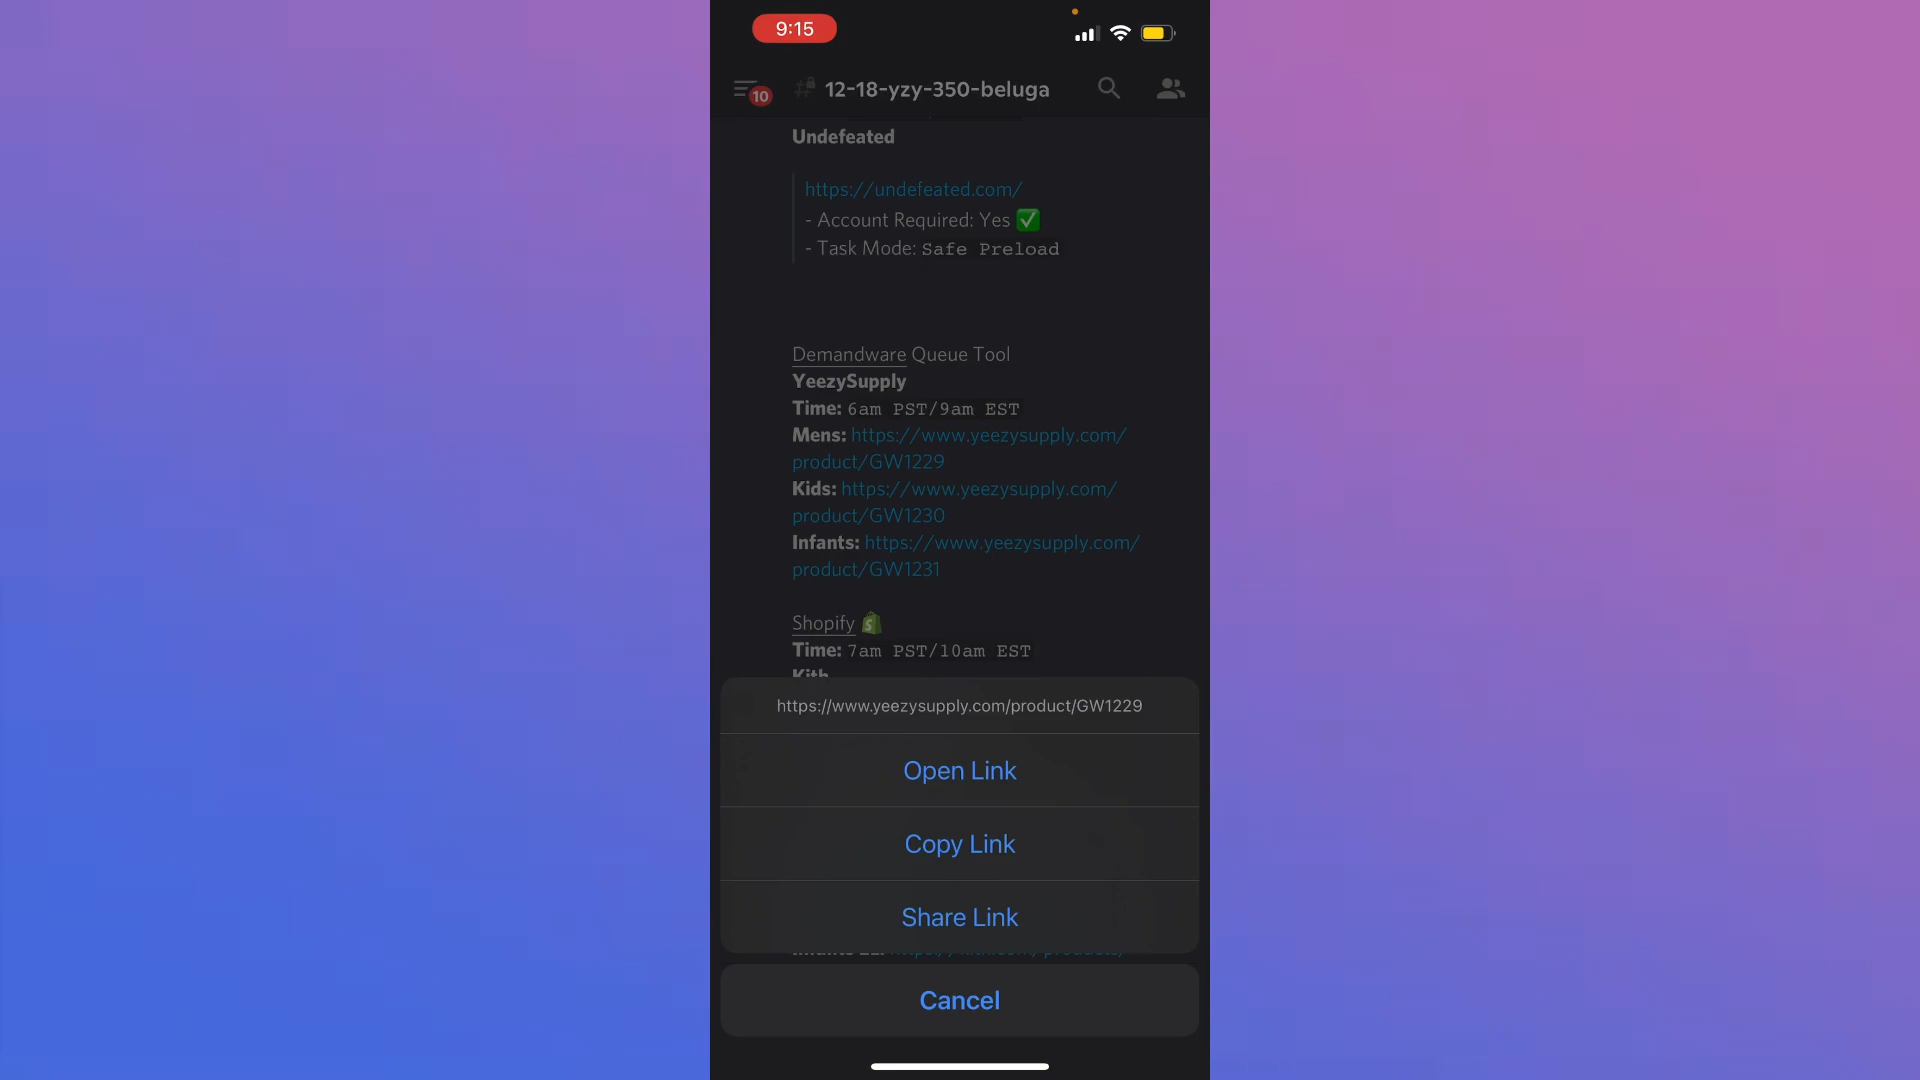 9:15
10
12-18-yzy-350-beluga
Undefeated
https://undefeated.com/
- Account Required: Yes ✅
- Task Mode: Safe Preload
Demandware Queue Tool
YeezySupply
Time: 6am PST/9am EST
Mens: https://www.yeezysupply.com/
product/GW1229
Kids: https://www.yeezysupply.com/
product/GW1230
Infants: https://www.yeezysupply.com/
product/GW1231
Shopify
Time: 7am PST/10am EST
Kith
https://www.yeezysupply.com/product/GW1229
Open Link
Copy Link
Share Link
Cancel